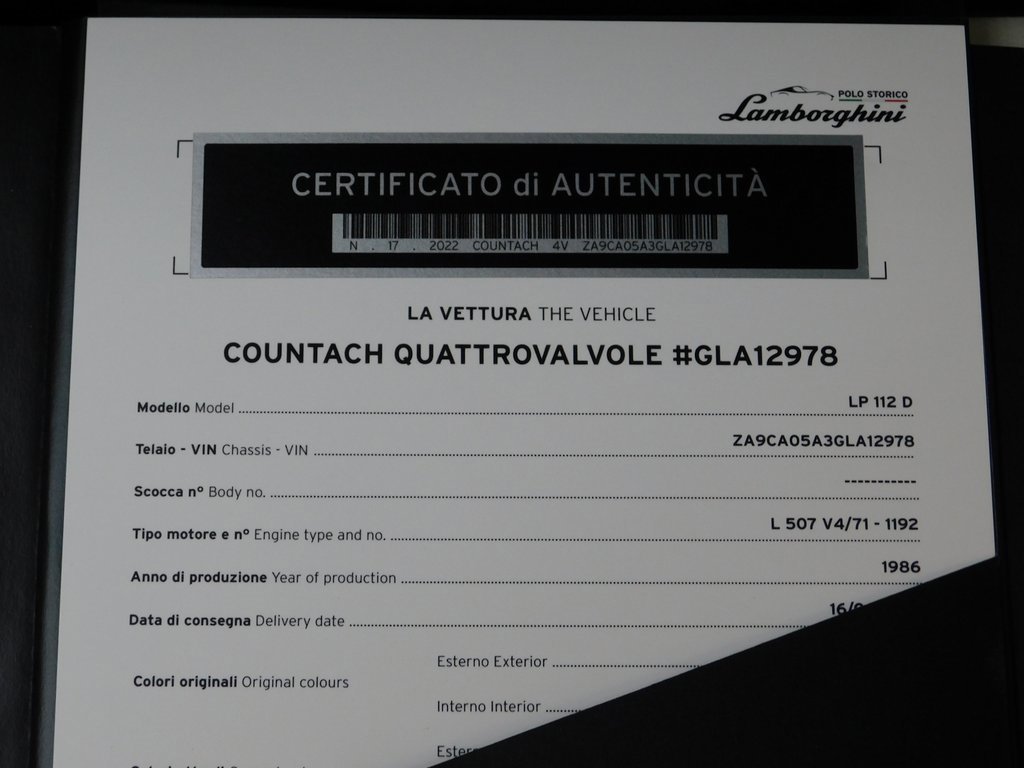 POLO STORICO
Lamborghini
CERTIFICATO di AUTENTICITÀ
N . 17 . 2022 COUNTACH 4V ZA9CA05A3GLA12978
LA VETTURA THE VEHICLE
COUNTACH QUATTROVALVOLE #GLA12978
Modello Model LP 112 D
Telaio - VIN Chassis - VIN ZA9CA05A3GLA12978
Scocca nº Body no. -----------
Tipo motore e nº Engine type and no. L 507 V4/71 - 1192
Anno di produzione Year of production 1986
Data di consegna Delivery date 16/
Esterno Exterior
Colori originali Original colours
Interno Interior